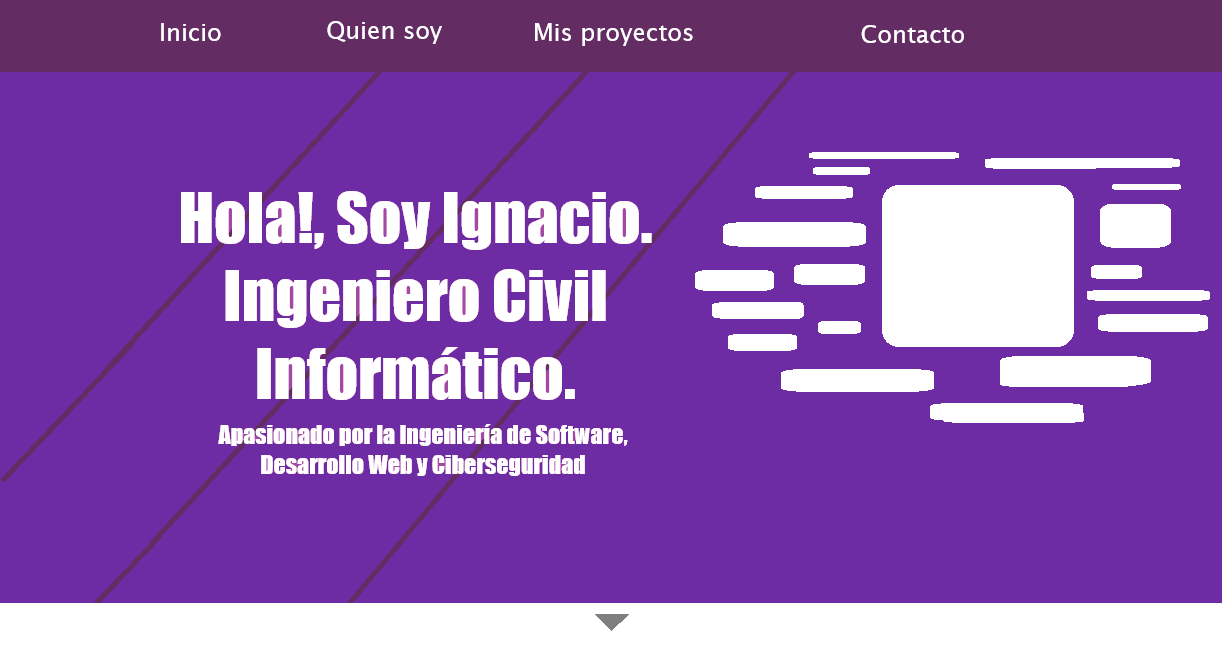 Inicio
Quien soy
Mis proyectos
Contacto
Hola!, Soy Ignacio.
Ingeniero Civil
Informático.
Apasionado por la Ingeniería de Software,
Desarrollo Web y Ciberseguridad